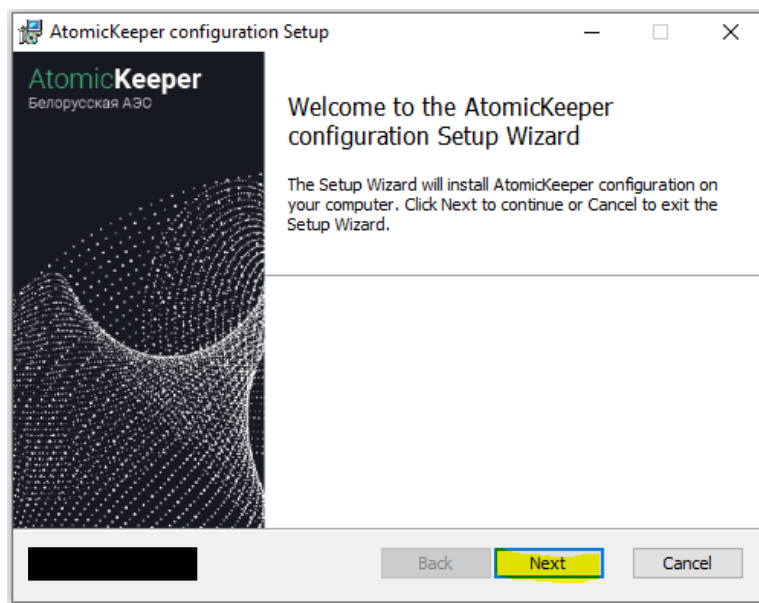 AtomicKeeper configuration Setup
AtomicKeeper
Белорусская АЭС
Welcome to the AtomicKeeper
configuration Setup Wizard
The Setup Wizard will install AtomicKeeper configuration on
your computer. Click Next to continue or Cancel to exit the
Setup Wizard.
Back Next Cancel